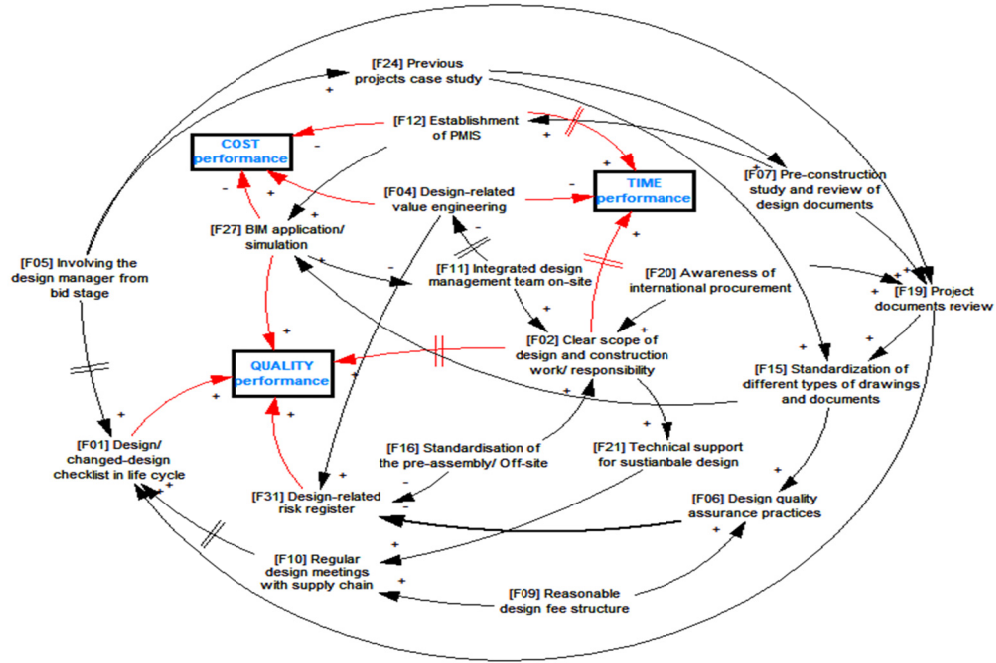 [F24] Previous
projects case study
[F12] Establishment
of PMIS
COST
performance
[F07] Pre-construction
study and review of
design documents
TIME
performance
[F04] Design-related
value engineering
[F27] BIM application/
simulation
[F05] Involving the
design manager from
bid stage
[F11] Integrated design
management team on-site
[F20] Awareness of
international procurement
[F19] Project
documents review
[F02] Clear scope of
design and construction
work/ responsibility
QUALITY
performance
[F15] Standardization of
different types of drawings
and documents
[F01] Design/
changed-design
checklist in life cycle
[F16] Standardisation of
the pre-assembly/ Off-site
[F21] Technical support
for sustianbale design
[F31] Design-related
risk register
[F06] Design quality
assurance practices
[F10] Regular
design meetings
with supply chain
[F09] Reasonable
design fee structure